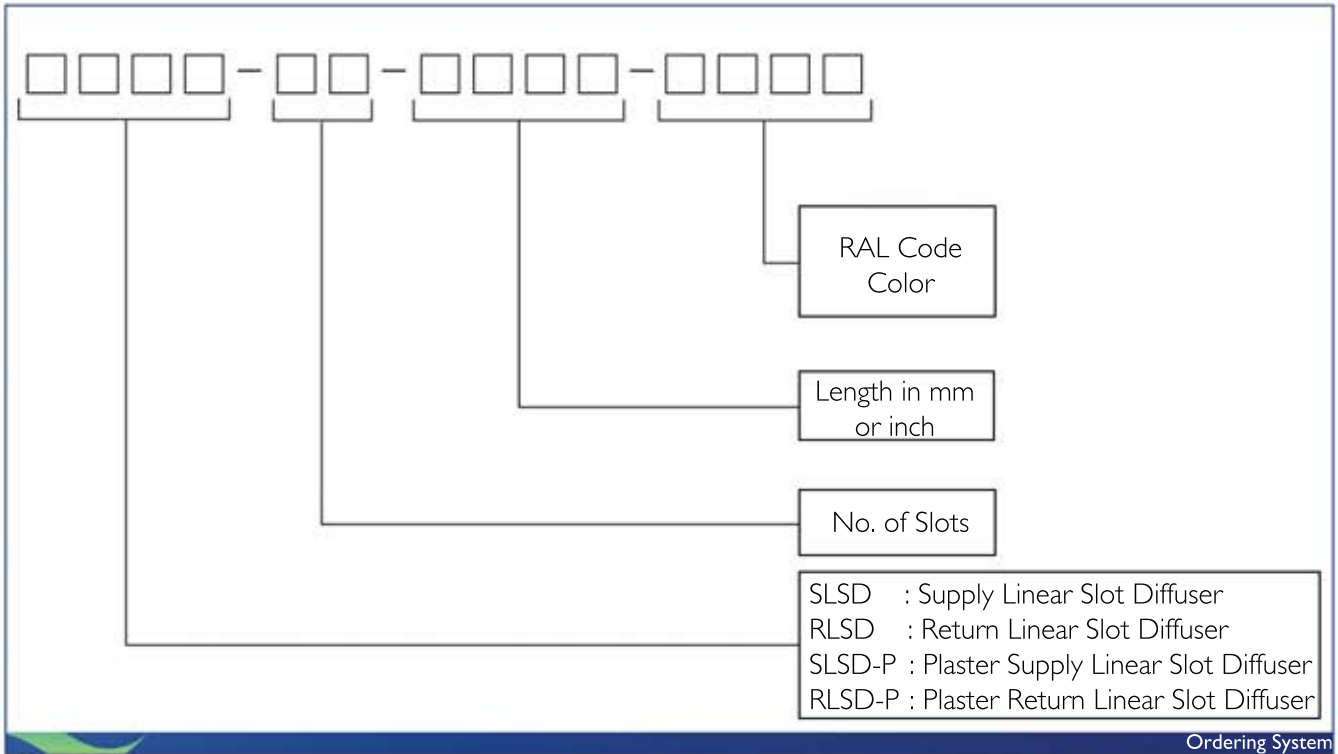 RAL Code
Color
Length in mm
or inch
No. of Slots
SLSD : Supply Linear Slot Diffuser
RLSD : Return Linear Slot Diffuser
SLSD-P : Plaster Supply Linear Slot Diffuser
RLSD-P : Plaster Return Linear Slot Diffuser
Ordering System